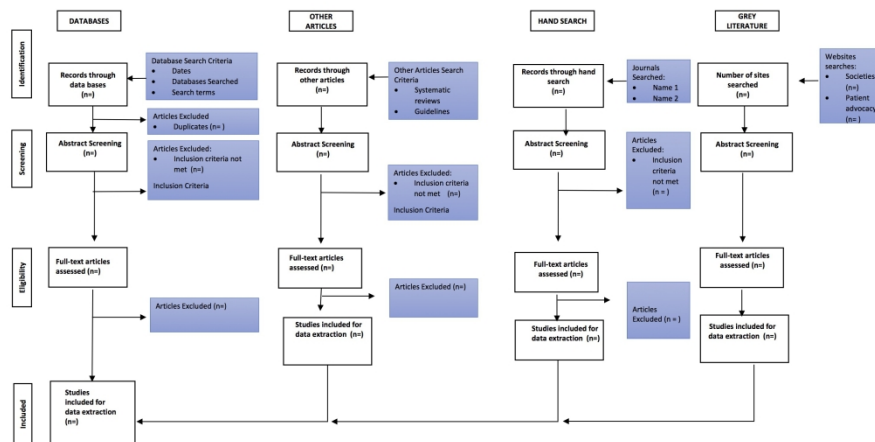 DATABASES
OTHER
ARTICLES
HAND SEARCH
GREY
LITERATURE
Identification
Records through
data bases
(n=)
Database Search Criteria
• Dates
• Databases Searched
• Search terms
Records through
other articles
(n=)
Other Articles Search
Criteria
• Systematic
reviews
• Guidelines
Records through hand
search
(n=)
Journals
Searched:
• Name 1
• Name 2
Number of sites
searched
(n=)
Websites
searches:
• Societies
(n=)
• Patient
advocacy
(n= )
Articles Excluded
• Duplicates (n= )
Screening
Abstract Screening
(n=)
Articles Excluded:
• Inclusion criteria not
met (n=)
Inclusion Criteria
Abstract Screening
(n=)
Articles Excluded:
• Inclusion criteria
not met (n=)
Inclusion Criteria
Abstract Screening
(n=)
Articles
Excluded:
• Inclusion
criteria
not met
(n = )
Abstract Screening
(n=)
Eligibility
Full-text articles
assessed (n=)
Articles Excluded (n=)
Full-text articles
assessed (n=)
Articles Excluded (n=)
Studies included for
data extraction
(n=)
Full-text articles
assessed (n=)
Articles
Excluded (n = )
Studies included for
data extraction (n=)
Full-text articles
assessed (n=)
Studies included for
data extraction
(n=)
Included
Studies
included for
data extraction
(n=)